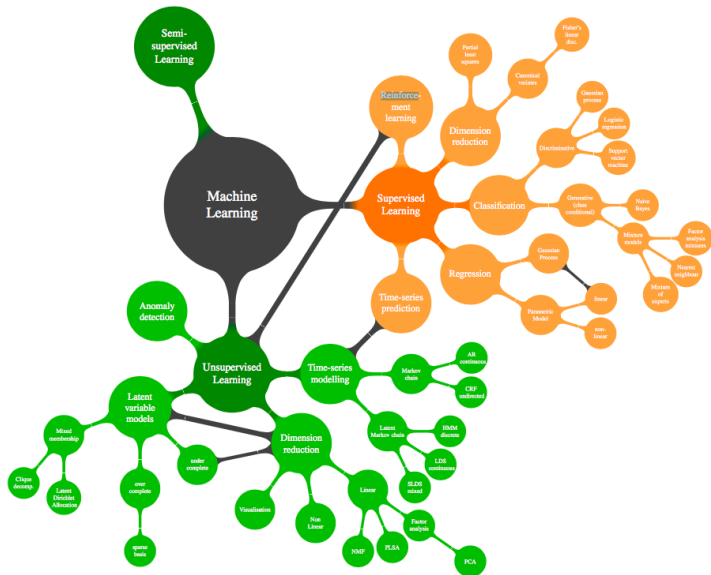 Semi-
supervised
Learning
Machine
Learning
Reinforce-
ment
learning
Partial
least
squares
Fisher's
linear
disc.
Canonical
variates
Dimension
reduction
Supervised
Learning
Classification
Discriminative
Gaussian
process
Logistic
regression
Support
vector
machine
Generative
(class
conditional)
Naive
Bayes
Mixture
models
Factor
analysis
mixtures
Nearest
neighbour
Mixture
of
experts
Regression
Gaussian
Process
linear
Parametric
Model
non-
linear
Time-series
prediction
Anomaly
detection
Unsupervised
Learning
Time-series
modelling
Markov
chain
AR
continuous
CRF
undirected
Latent
Markov chain
HMM
discrete
LDS
continuous
SLDS
mixed
Latent
variable
models
Mixed
membership
Clique
decomp.
Latent
Dirichlet
Allocation
over
complete
sparse
basis
under
complete
Dimension
reduction
Visualisation
Non
Linear
Linear
NMF
PLSA
Factor
analysis
PCA